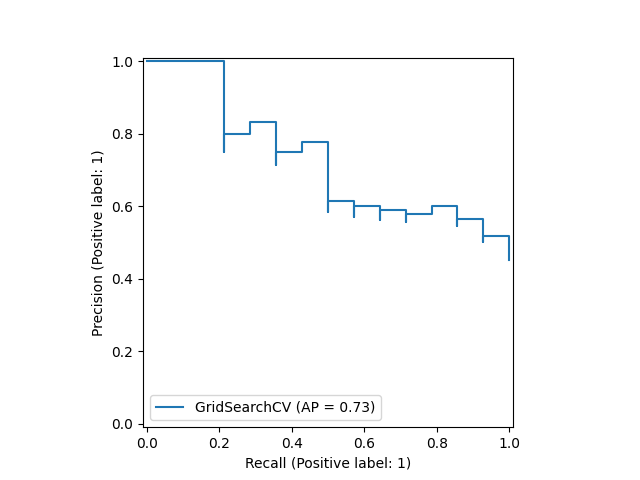 1.0
0.8
0.6
0.4
0.2
0.0
Precision (Positive label: 1)
GridSearchCV (AP = 0.73)
0.0 0.2 0.4 0.6 0.8 1.0
Recall (Positive label: 1)